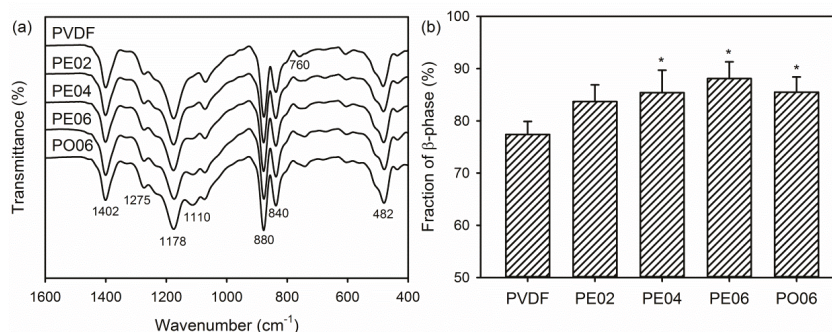 (a)
PVDF
PE02
PE04
PE06
PO06
760
1402
1275
1178
1110
880
840
482
Transmittance (%)
1600 1400 1200 1000 800 600 400
Wavenumber (cm⁻¹)
(b)
100
90
80
70
60
50
Fraction of β-phase (%)
* * *
PVDF PE02 PE04 PE06 PO06